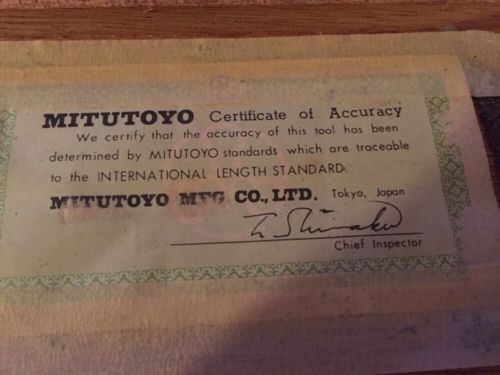 MITUTOYO Certificate of Accuracy
We certify that the accuracy of this tool has been
determined by MITUTOYO standards which are traceable
to the INTERNATIONAL LENGTH STANDARD.
MITUTOYO MFG CO., LTD. Tokyo, Japan
Chief Inspector